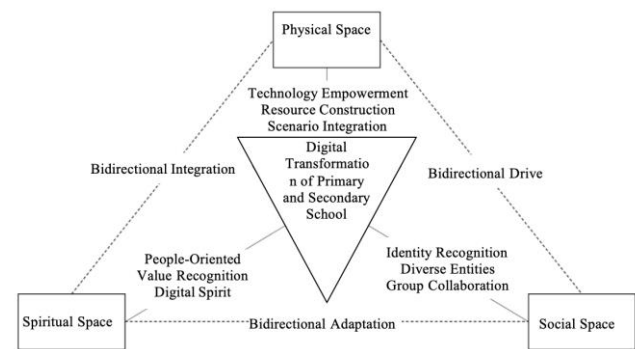 Physical Space
Technology Empowerment
Resource Construction
Scenario Integration
Digital
Transformatio
n of Primary
and Secondary
School
Bidirectional Integration
Bidirectional Drive
People-Oriented
Value Recognition
Digital Spirit
Identity Recognition
Diverse Entities
Group Collaboration
Spiritual Space
Bidirectional Adaptation
Social Space